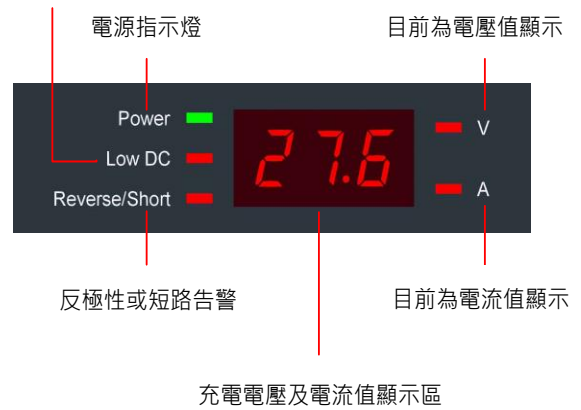 電源指示燈
目前為電壓值顯示
Power
V
27.6
Low DC
Reverse/Short
A
反極性或短路告警
目前為電流值顯示
充電電壓及電流值顯示區